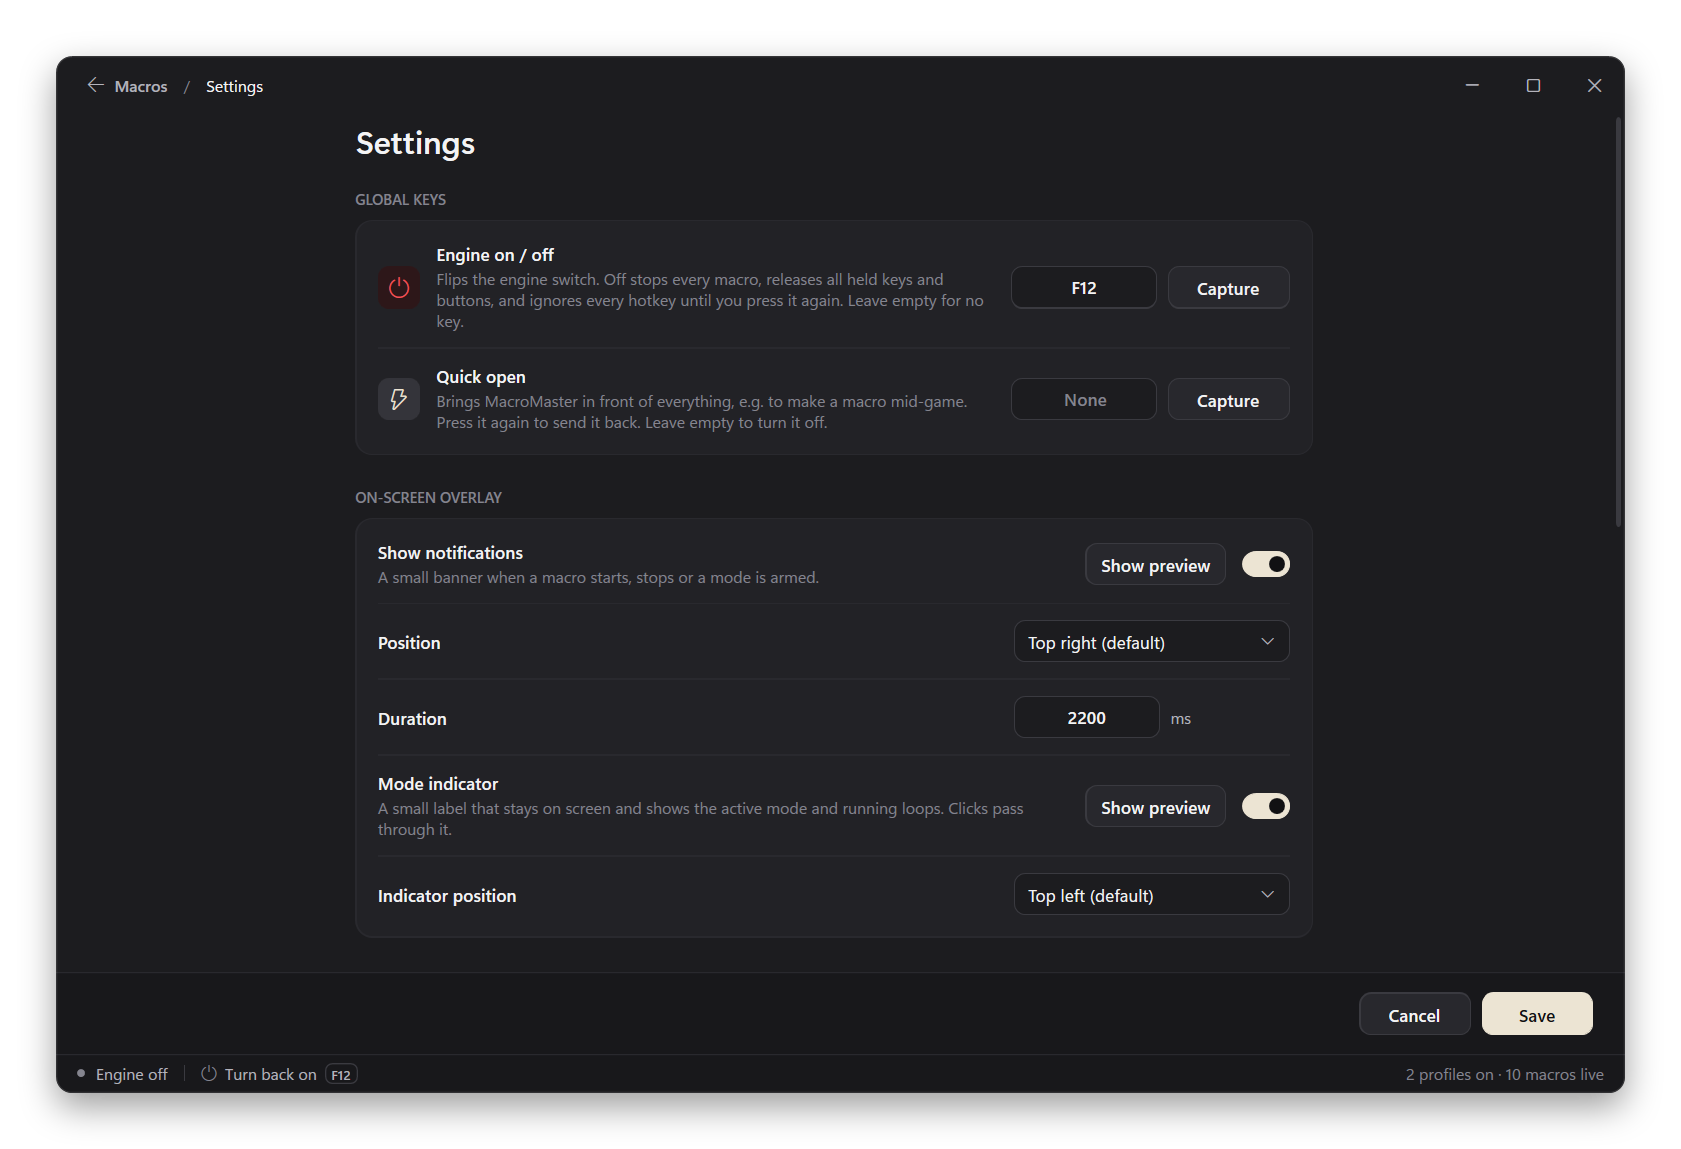 Macros / Settings
Settings
GLOBAL KEYS
Engine on / off
Flips the engine switch. Off stops every macro, releases all held keys and
buttons, and ignores every hotkey until you press it again. Leave empty for no
key.
F12
Capture
Quick open
Brings MacroMaster in front of everything, e.g. to make a macro mid-game.
Press it again to send it back. Leave empty to turn it off.
None
Capture
ON-SCREEN OVERLAY
Show notifications
A small banner when a macro starts, stops or a mode is armed.
Show preview
Position
Top right (default)
Duration
2200 ms
Mode indicator
A small label that stays on screen and shows the active mode and running loops. Clicks pass
through it.
Show preview
Indicator position
Top left (default)
Cancel
Save
Engine off
Turn back on F12
2 profiles on · 10 macros live